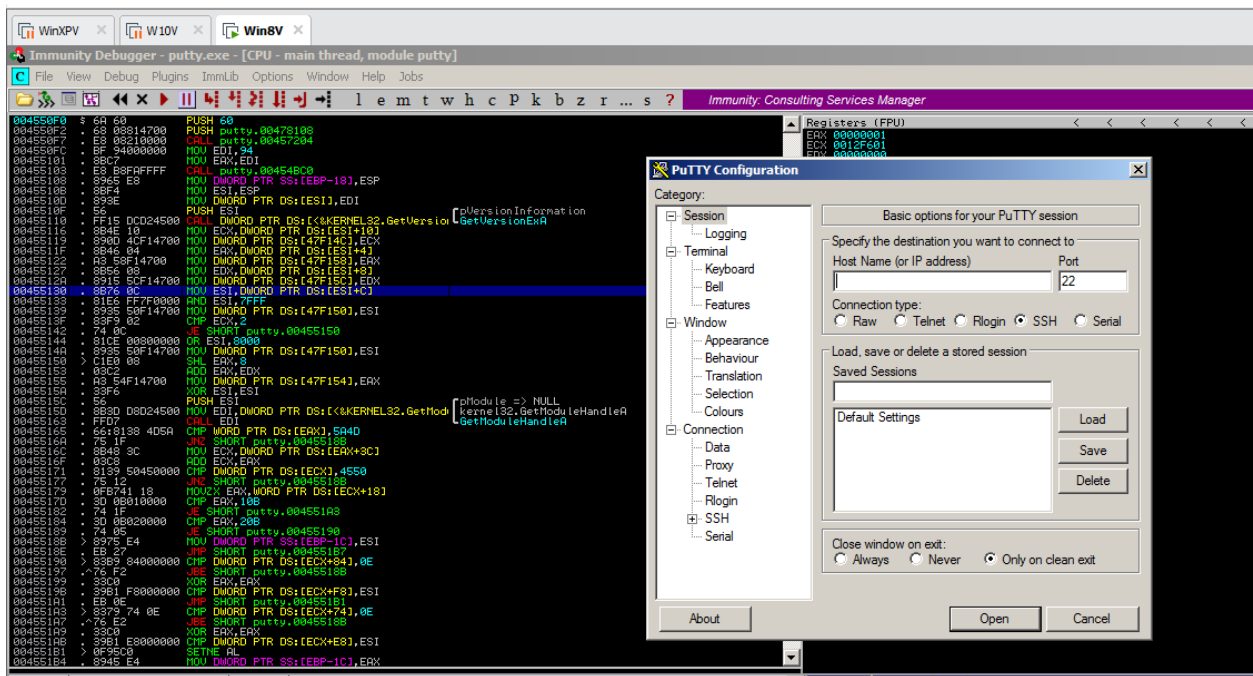 WinXPV × W10V × Win8V ×
Immunity Debugger - putty.exe - [CPU - main thread, module putty]
C File View Debug Plugins ImmLib Options Window Help Jobs
l e m t w h c P k b z r ... s ? Immunity: Consulting Services Manager
004550F0 $ 6A 60 PUSH 60
004550F2 . 68 08814700 PUSH putty.00478108
004550F7 . E8 08210000 CALL putty.00457204
004550FC . BF 94000000 MOV EDI,94
00455101 . 8BC7 MOV EAX,EDI
00455103 . E8 B8FAFFFF CALL putty.00454BC0
00455108 . 8965 E8 MOV DWORD PTR SS:[EBP-18],ESP
0045510B . 8BF4 MOV ESI,ESP
0045510D . 893E MOV DWORD PTR DS:[ESI],EDI
0045510F . 56 PUSH ESI pVersionInformation
00455110 . FF15 DCD24500 CALL DWORD PTR DS:[<&KERNEL32.GetVersion GetVersionExA
00455116 . 8B4E 10 MOV ECX,DWORD PTR DS:[ESI+10]
00455119 . 890D 4CF14700 MOV DWORD PTR DS:[47F14C],ECX
0045511F . 8B46 04 MOV EAX,DWORD PTR DS:[ESI+4]
00455122 . A3 58F14700 MOV DWORD PTR DS:[47F158],EAX
00455127 . 8B56 08 MOV EDX,DWORD PTR DS:[ESI+8]
0045512A . 8915 5CF14700 MOV DWORD PTR DS:[47F15C],EDX
00455130 . 8B76 0C MOV ESI,DWORD PTR DS:[ESI+C]
00455133 . 81E6 FF7F0000 AND ESI,7FFF
00455139 . 8935 50F14700 MOV DWORD PTR DS:[47F150],ESI
0045513F . 83F9 02 CMP ECX,2
00455142 . 74 0C JE SHORT putty.00455150
00455144 . 81CE 00800000 OR ESI,8000
0045514A . 8935 50F14700 MOV DWORD PTR DS:[47F150],ESI
00455150 > C1E0 08 SHL EAX,8
00455153 . 03C2 ADD EAX,EDX
00455155 . A3 54F14700 MOV DWORD PTR DS:[47F154],EAX
0045515A . 33F6 XOR ESI,ESI
0045515C . 56 PUSH ESI pModule => NULL
0045515D . 8B3D D8D24500 MOV EDI,DWORD PTR DS:[<&KERNEL32.GetModu kernel32.GetModuleHandleA
00455163 . FFD7 CALL EDI GetModuleHandleA
00455165 . 66:8138 4D5A CMP WORD PTR DS:[EAX],5A4D
0045516A . 75 1F JNZ SHORT putty.0045518B
0045516C . 8B48 3C MOV ECX,DWORD PTR DS:[EAX+3C]
0045516F . 03C8 ADD ECX,EAX
00455171 . 8139 50450000 CMP DWORD PTR DS:[ECX],4550
00455177 . 75 12 JNZ SHORT putty.0045518B
00455179 . 0FB741 18 MOVZX EAX,WORD PTR DS:[ECX+18]
0045517D . 3D 0B010000 CMP EAX,10B
00455182 . 74 1F JE SHORT putty.004551A3
00455184 . 3D 0B020000 CMP EAX,20B
00455189 . 74 05 JE SHORT putty.00455190
0045518B > 8975 E4 MOV DWORD PTR SS:[EBP-1C],ESI
0045518E . EB 27 JMP SHORT putty.004551B7
00455190 > 83B9 84000000 CMP DWORD PTR DS:[ECX+84],0E
00455197 .^76 F2 JBE SHORT putty.0045518B
00455199 . 33C0 XOR EAX,EAX
0045519B . 39B1 F8000000 CMP DWORD PTR DS:[ECX+F8],ESI
004551A1 . EB 0E JMP SHORT putty.004551B1
004551A3 > 8379 74 0E CMP DWORD PTR DS:[ECX+74],0E
004551A7 .^76 E2 JBE SHORT putty.0045518B
004551A9 . 33C0 XOR EAX,EAX
004551AB . 39B1 E8000000 CMP DWORD PTR DS:[ECX+E8],ESI
004551B1 > 0F95C0 SETNE AL
004551B4 . 8945 E4 MOV DWORD PTR SS:[EBP-1C],EAX
Registers (FPU) < < < < < <
EAX 00000001
ECX 0012F601
EDX 00000000
PuTTY Configuration
Category:
Session
Logging
Terminal
Keyboard
Bell
Features
Window
Appearance
Behaviour
Translation
Selection
Colours
Connection
Data
Proxy
Telnet
Rlogin
SSH
Serial
Basic options for your PuTTY session
Specify the destination you want to connect to
Host Name (or IP address) Port
22
Connection type:
Raw Telnet Rlogin SSH Serial
Load, save or delete a stored session
Saved Sessions
Default Settings
Load
Save
Delete
Close window on exit:
Always Never Only on clean exit
About Open Cancel